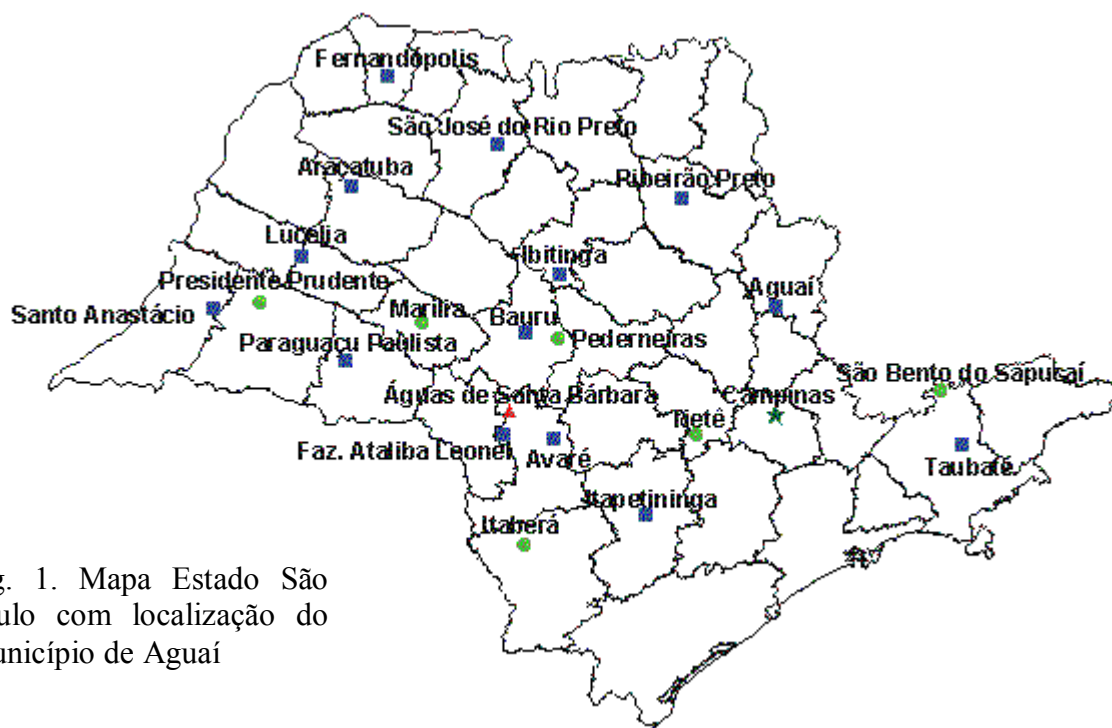 Fernandópolis
São José do Rio Preto
Araçatuba
Ribeirão Preto
Lucélia
Ibitinga
Presidente Prudente
Aguaí
Santo Anastácio
Marília
Bauru
Pederneiras
Paraguaçu Paulista
São Bento do Sapucaí
Águas de Santa Bárbara
Campinas
Tietê
Faz. Ataliba Leonel
Avaré
Taubaté
Itapetininga
Itaberá
g. 1. Mapa Estado São
ulo com localização do
unicípio de Aguaí